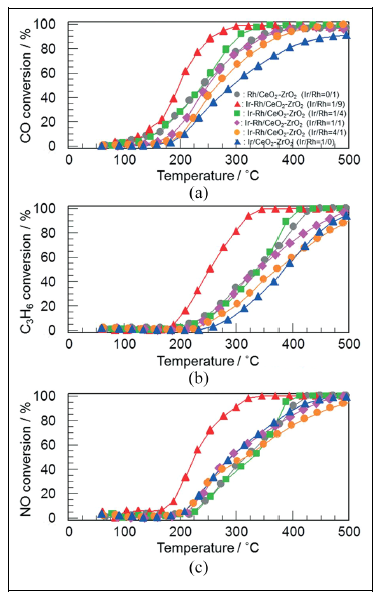 (a)
CO conversion / %
100
80
60
40
20
0
: Rh/CeO₂-ZrO₂ (Ir/Rh=0/1)
: Ir-Rh/CeO₂-ZrO₂ (Ir/Rh=1/9)
: Ir-Rh/CeO₂-ZrO₂ (Ir/Rh=1/4)
: Ir-Rh/CeO₂-ZrO₂ (Ir/Rh=1/1)
: Ir-Rh/CeO₂-ZrO₂ (Ir/Rh=4/1)
: Ir/CeO₂-ZrO₂ (Ir/Rh=1/0)
0 100 200 300 400 500
Temperature / ˚C
(b)
C₃H₆ conversion / %
100
80
60
40
20
0
0 100 200 300 400 500
Temperature / ˚C
(c)
NO conversion / %
100
80
60
40
20
0
0 100 200 300 400 500
Temperature / ˚C